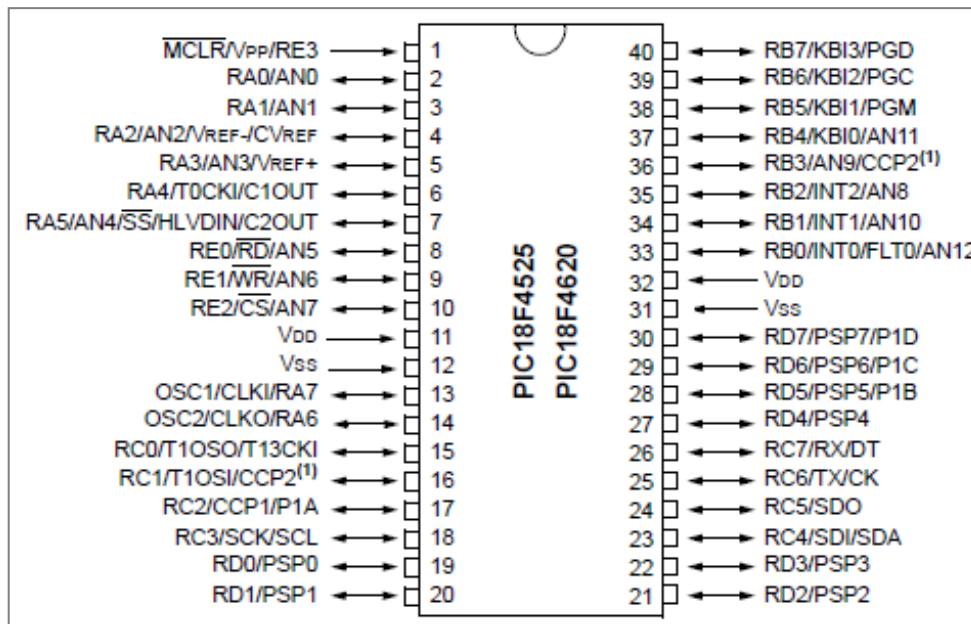 MCLR/VPP/RE3 1
RA0/AN0 2
RA1/AN1 3
RA2/AN2/VREF-/CVREF 4
RA3/AN3/VREF+ 5
RA4/T0CKI/C1OUT 6
RA5/AN4/SS/HLVDIN/C2OUT 7
RE0/RD/AN5 8
RE1/WR/AN6 9
RE2/CS/AN7 10
VDD 11
VSS 12
OSC1/CLKI/RA7 13
OSC2/CLKO/RA6 14
RC0/T1OSO/T13CKI 15
RC1/T1OSI/CCP2(1) 16
RC2/CCP1/P1A 17
RC3/SCK/SCL 18
RD0/PSP0 19
RD1/PSP1 20
PIC18F4525
PIC18F4620
40 RB7/KBI3/PGD
39 RB6/KBI2/PGC
38 RB5/KBI1/PGM
37 RB4/KBI0/AN11
36 RB3/AN9/CCP2(1)
35 RB2/INT2/AN8
34 RB1/INT1/AN10
33 RB0/INT0/FLT0/AN12
32 VDD
31 VSS
30 RD7/PSP7/P1D
29 RD6/PSP6/P1C
28 RD5/PSP5/P1B
27 RD4/PSP4
26 RC7/RX/DT
25 RC6/TX/CK
24 RC5/SDO
23 RC4/SDI/SDA
22 RD3/PSP3
21 RD2/PSP2